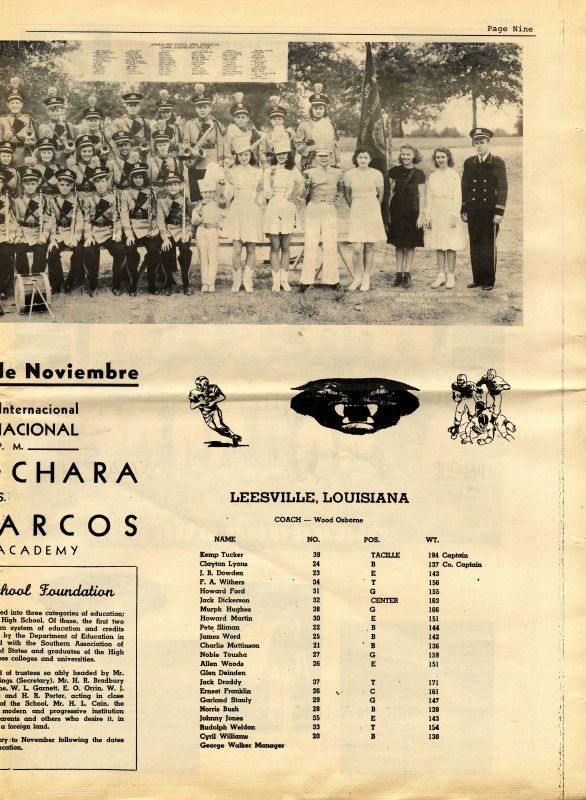 Page Nine
de Noviembre
Internacional
NACIONAL
P. M.
CHARA
S.
ARCOS
ACADEMY
LEESVILLE, LOUISIANA
COACH — Wood Osborne
NAME NO. POS. WT.
Kemp Tucker 39 TACILLE 194 Captain
Clayton Lyons 24 B 137 Co. Captain
J. B. Dowden 23 E 143
F. A. Withers 34 T 156
Howard Ford 31 G 155
Jack Dickerson 32 CENTER 163
Murph Hughes 38 G 166
Howard Martin 30 E 151
Pete Sliman 22 B 144
James Word 25 B 142
Charlie Mattinson 21 B 136
Noble Tousha 27 G 159
Allen Woods 26 E 151
Glen Deinden
Jack Droddy 37 T 171
Ernest Franklin 26 C 161
Garland Stanly 29 G 147
Norris Bush 28 B 139
Johnny Jones 35 E 143
Rudolph Weldon 33 T 154
Cyril Williams 20 B 130
George Walker Manager
chool Foundation
ed into three categories of education;
High School. Of these, the first two
an system of education and credits
by the Department of Education in
d with the Southern Association of
ed States and graduates of the High
ose colleges and universities.
d of trustees so ably headed by Mr.
ings (Secretary). Mr. H. R. Bradbury
ne, W. L. Garnett, E. O. Orrin, W. J.
and H. R. Porter, acting in close
of the School, Mr. H. L. Cain, the
modern and progressive institution
arents and others who desire it, in
a foreign land.
ary to November following the dates
cation.